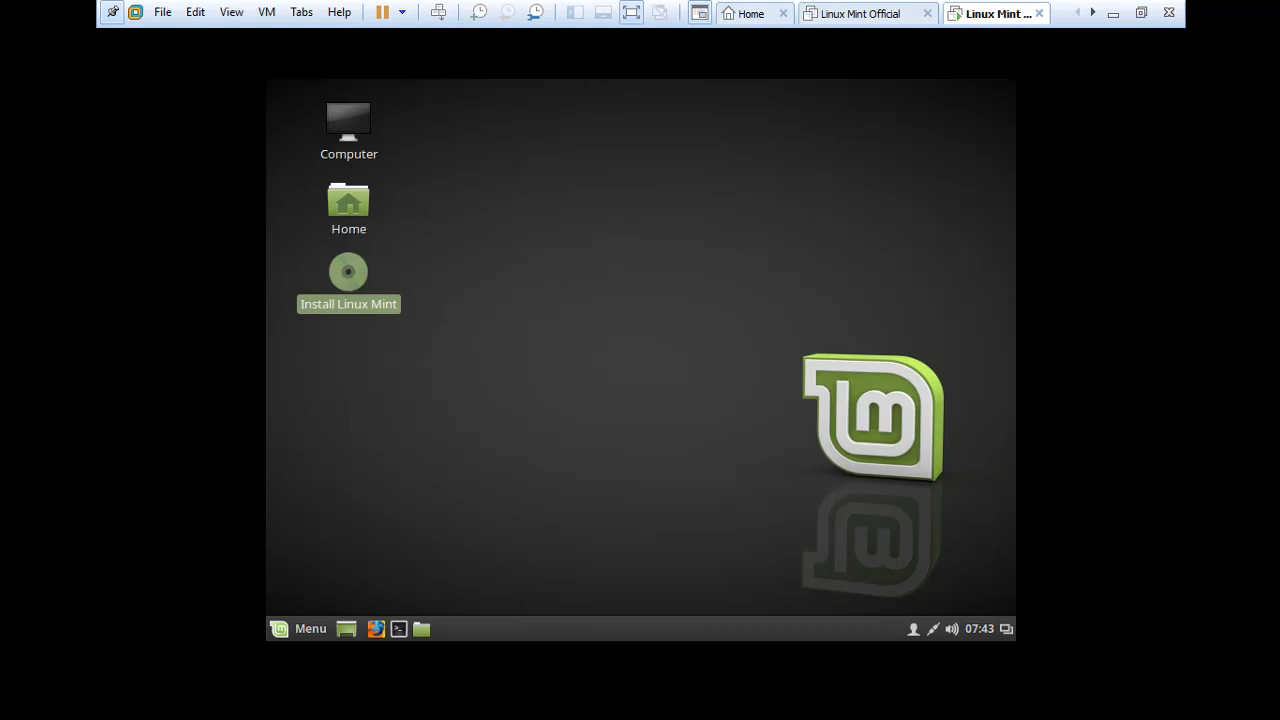 File Edit View VM Tabs Help Home Linux Mint Official Linux Mint ...
Computer
Home
Install Linux Mint
Menu 07:43